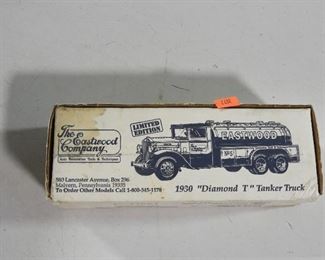 The
Eastwood
Company
Auto Restoration Tools & Techniques
580 Lancaster Avenue, Box 296
Malvern, Pennsylvania 19355
To Order Other Models Call 1-800-345-1178
LIMITED
EDITION
EASTWOOD
1930 "Diamond T" Tanker Truck